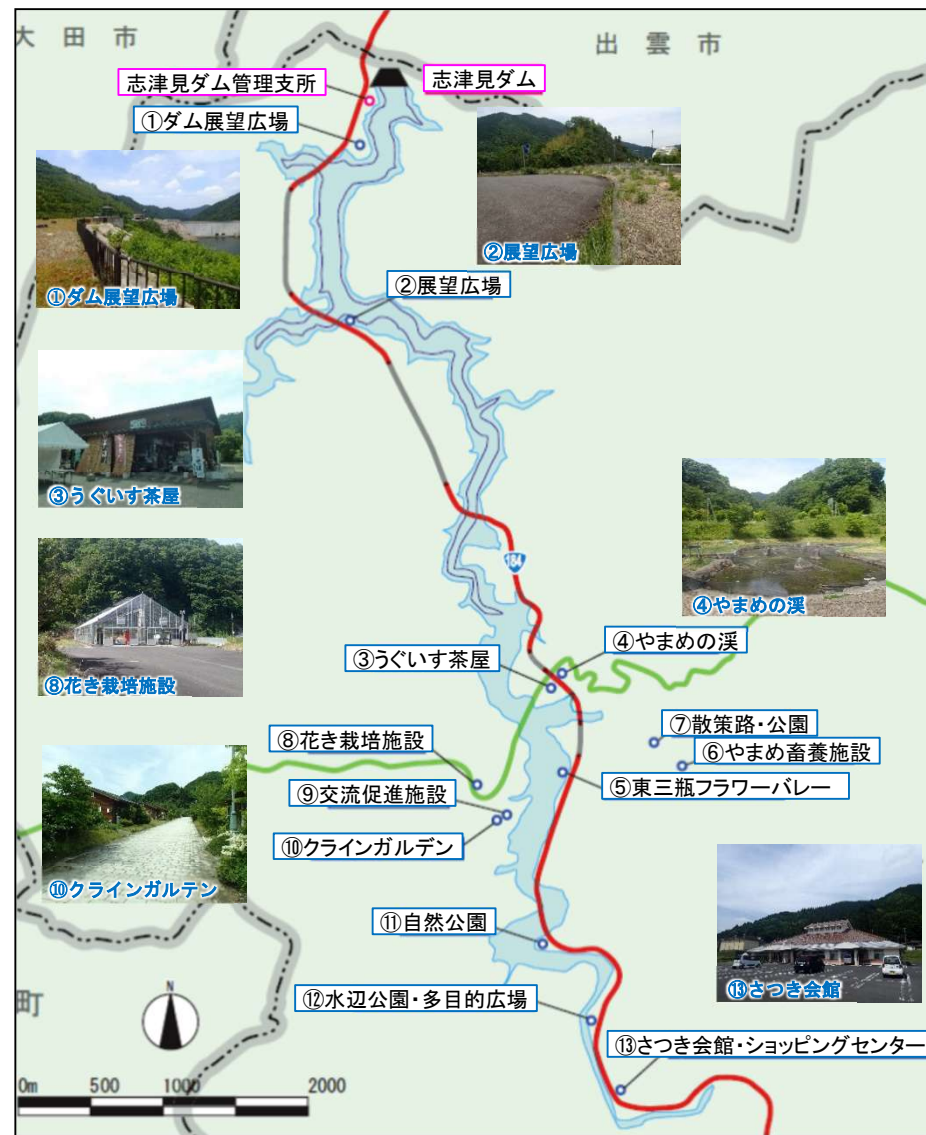 大田市
出雲市
志津見ダム管理支所
志津見ダム
①ダム展望広場
②展望広場
①ダム展望広場
②展望広場
③うぐいす茶屋
184
④やまめの渓
④やまめの渓
③うぐいす茶屋
⑧花き栽培施設
⑦散策路・公園
⑧花き栽培施設
⑥やまめ畜養施設
⑨交流促進施設
⑤東三瓶フラワーバレー
⑩クラインガルデン
⑩クラインガルテン
⑪自然公園
⑬さつき会館
町
N
⑫水辺公園・多目的広場
⑬さつき会館・ショッピングセンター
0m 500 1000 2000